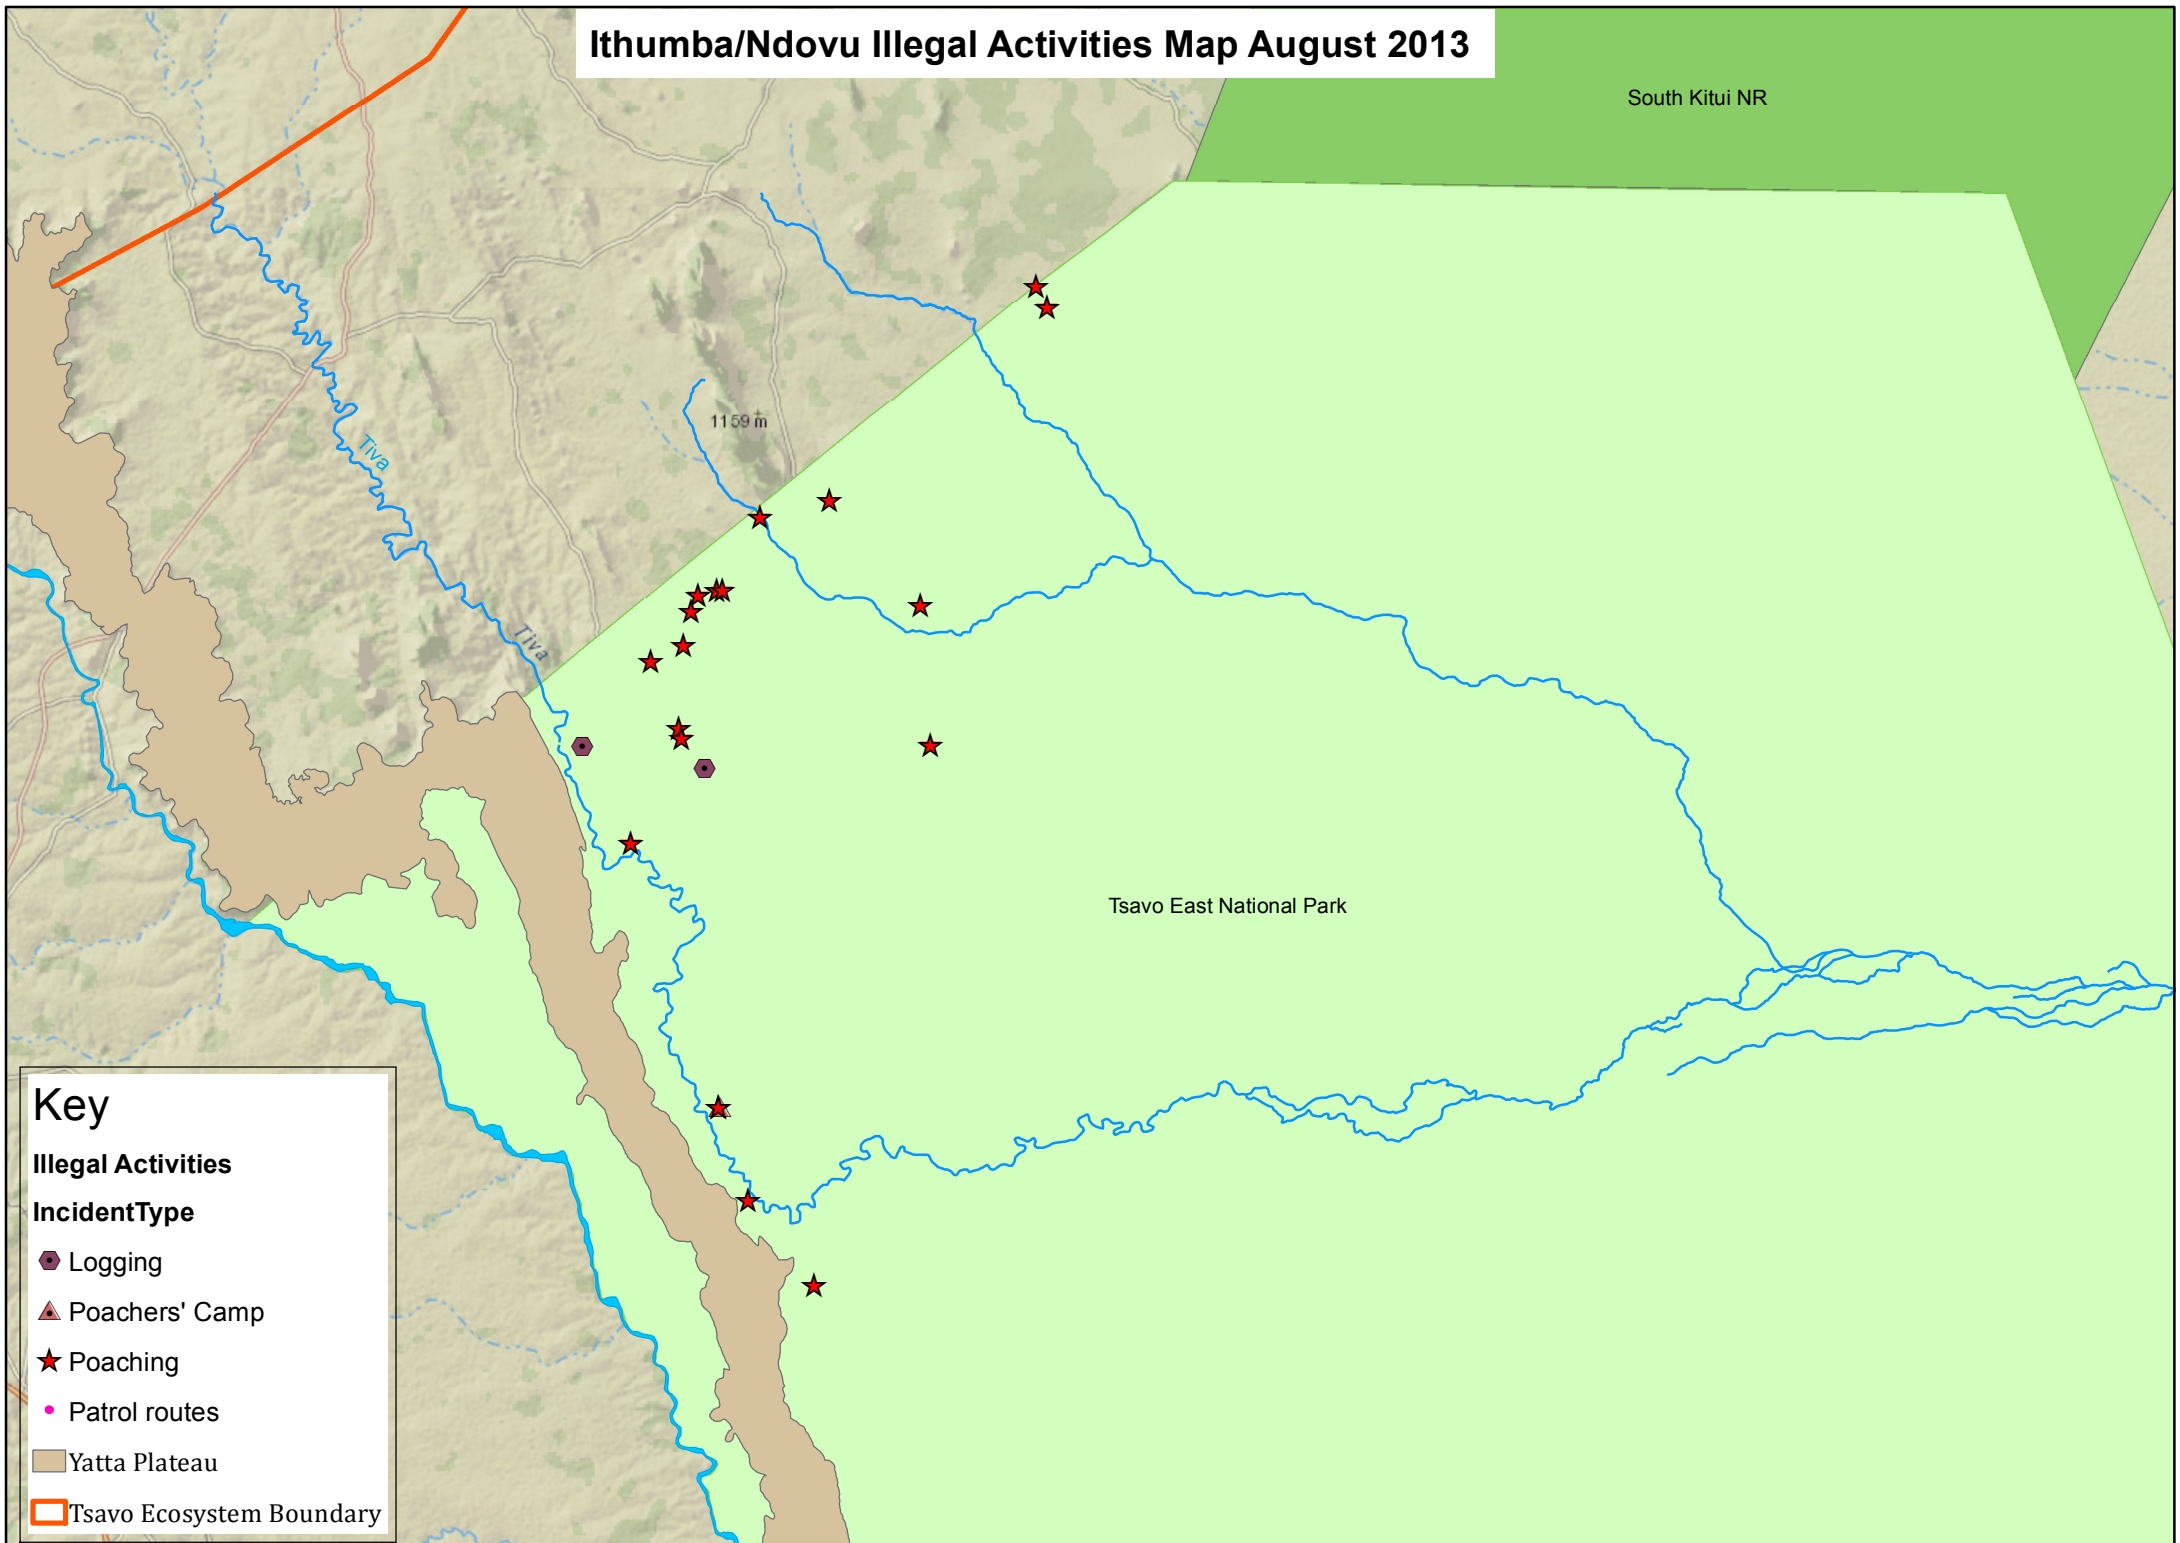 Ithumba/Ndovu Illegal Activities Map August 2013
South Kitui NR
1159 m
Tiva
Tiva
Tsavo East National Park
Key
Illegal Activities
IncidentType
Logging
Poachers' Camp
Poaching
Patrol routes
Yatta Plateau
Tsavo Ecosystem Boundary